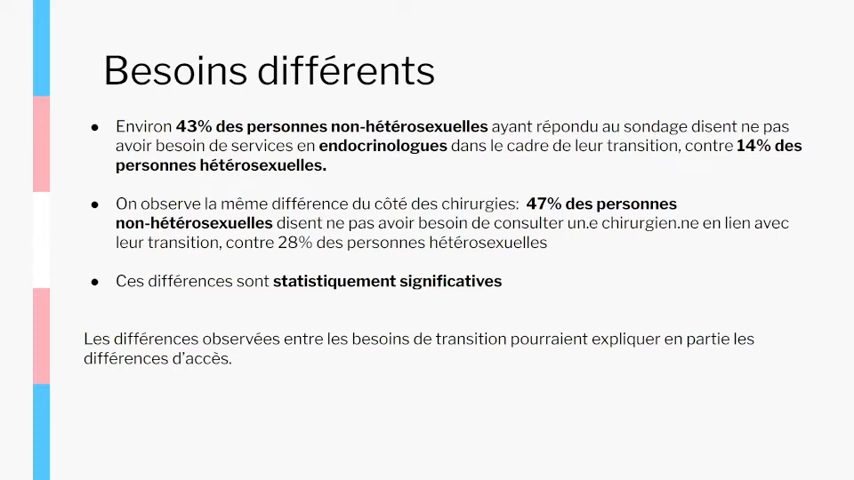 Besoins différents
● Environ 43% des personnes non-hétérosexuelles ayant répondu au sondage disent ne pas
avoir besoin de services en endocrinologues dans le cadre de leur transition, contre 14% des
personnes hétérosexuelles.
● On observe la même différence du côté des chirurgies: 47% des personnes
non-hétérosexuelles disent ne pas avoir besoin de consulter un.e chirurgien.ne en lien avec
leur transition, contre 28% des personnes hétérosexuelles
● Ces différences sont statistiquement significatives
Les différences observées entre les besoins de transition pourraient expliquer en partie les
différences d’accès.